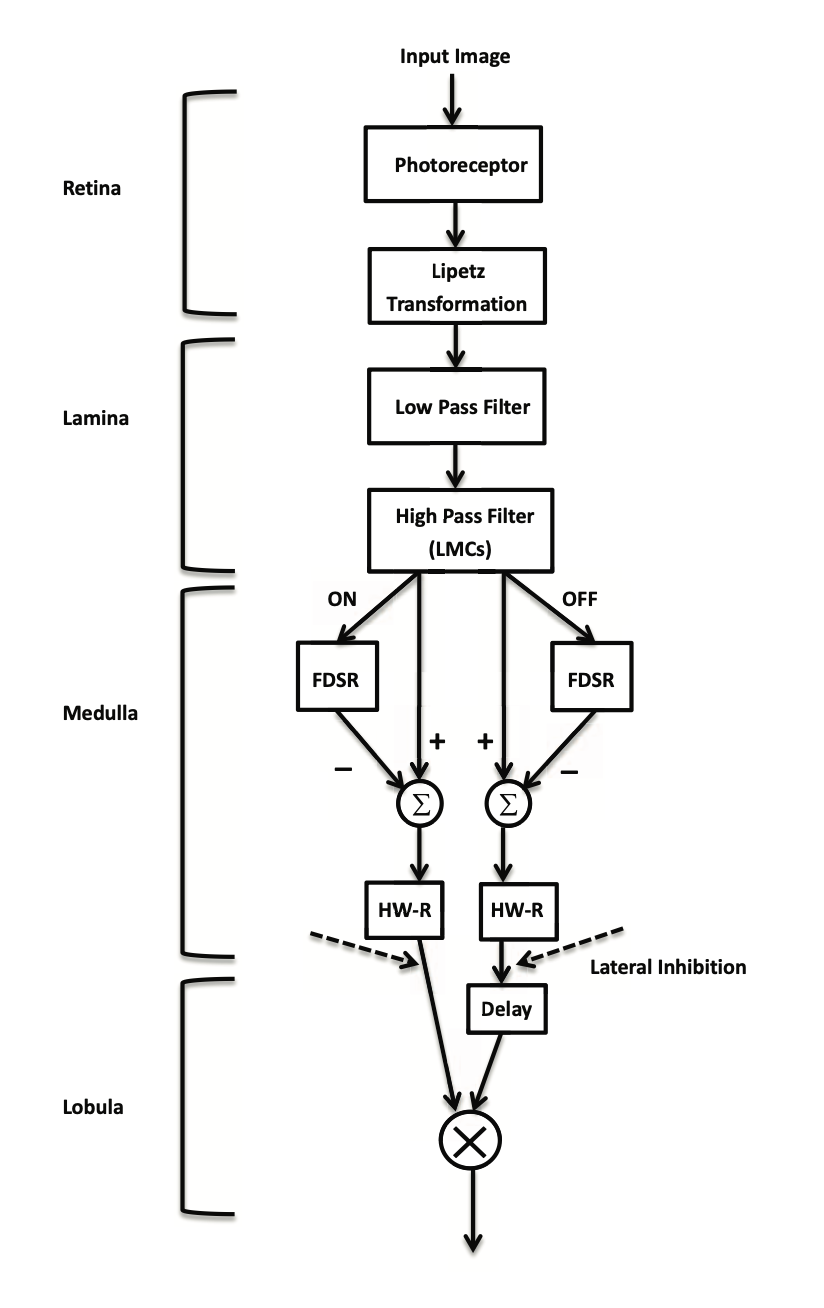 Input Image
Retina
Photoreceptor
Lipetz
Transformation
Lamina
Low Pass Filter
High Pass Filter
(LMCs)
ON
OFF
Medulla
FDSR
FDSR
+
+
−
−
Σ
Σ
HW-R
HW-R
Lateral Inhibition
Delay
Lobula
×